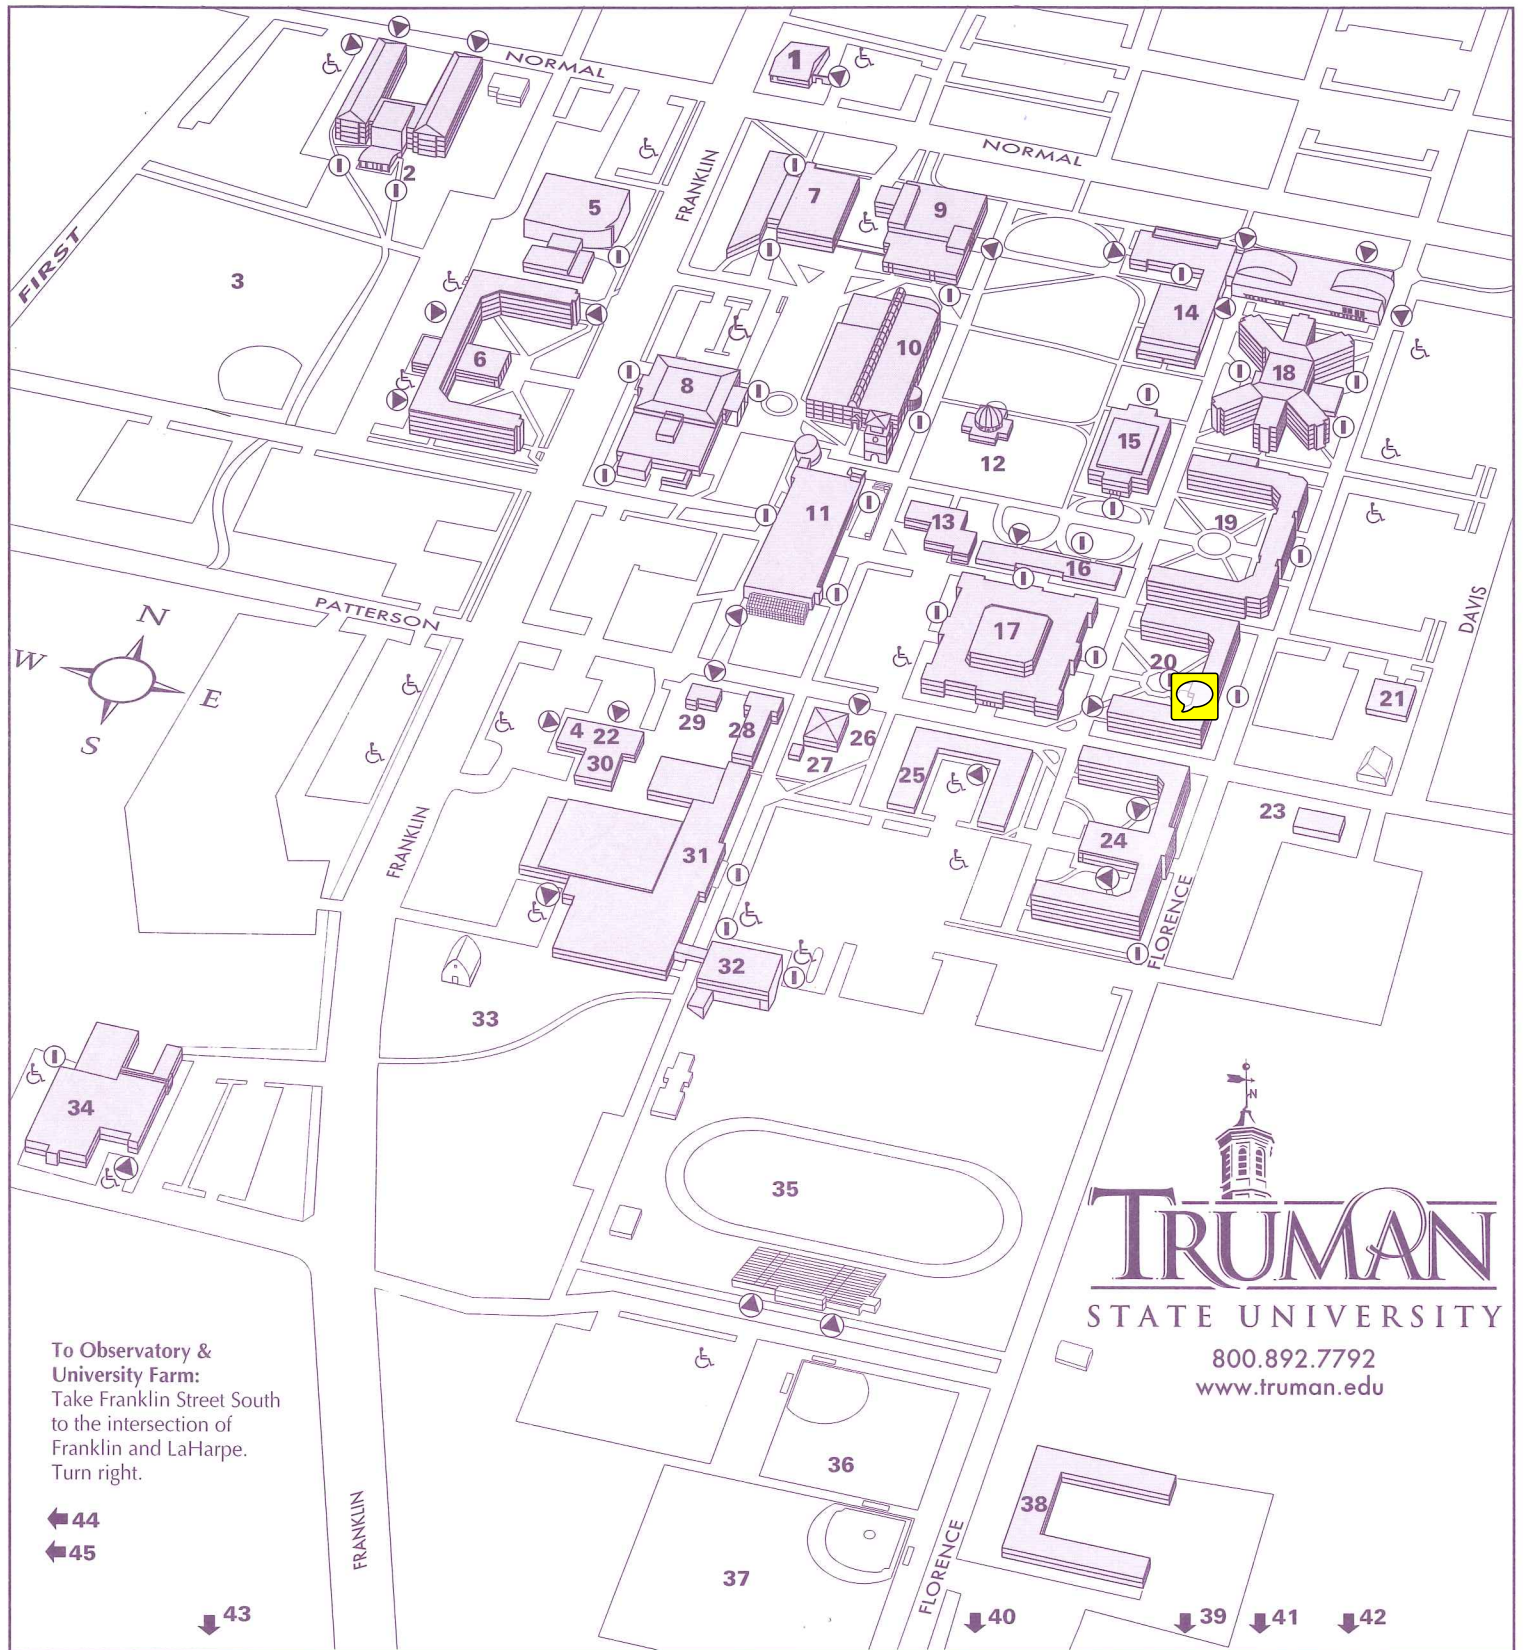 NORMAL
1
2
FRANKLIN
NORMAL
5
7
9
FIRST
3
14
6
8
10
18
15
12
11
13
19
16
PATTERSON
DAVIS
N
W
E
S
17
20
21
29
28
4
22
30
26
27
25
23
24
FRANKLIN
31
FLORENCE
32
33
34
35
N
TRUMAN
STATE UNIVERSITY
800.892.7792
www.truman.edu
To Observatory &
University Farm:
Take Franklin Street South
to the intersection of
Franklin and LaHarpe.
Turn right.
44
45
36
38
FRANKLIN
37
FLORENCE
43
40
39
41
42